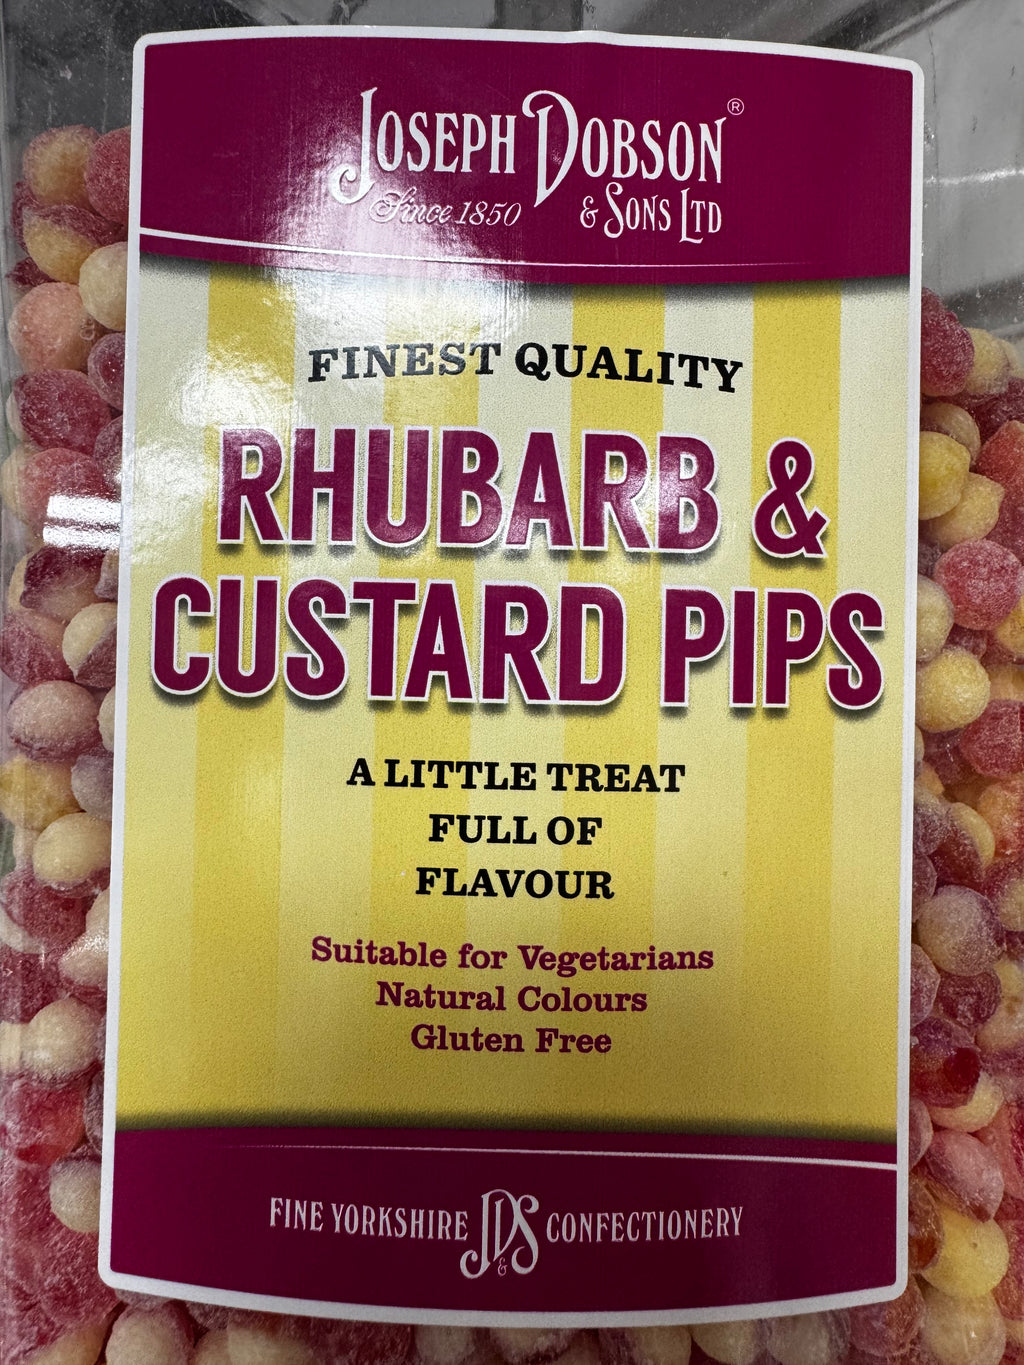 JOSEPH DOBSON®
Since 1850 & SONS LTD
FINEST QUALITY
RHUBARB &
CUSTARD PIPS
A LITTLE TREAT
FULL OF
FLAVOUR
Suitable for Vegetarians
Natural Colours
Gluten Free
FINE YORKSHIRE JD&S CONFECTIONERY